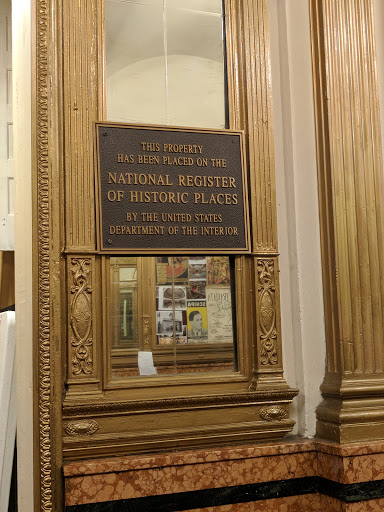 THIS PROPERTY
HAS BEEN PLACED ON THE
NATIONAL REGISTER
OF HISTORIC PLACES
BY THE UNITED STATES
DEPARTMENT OF THE INTERIOR